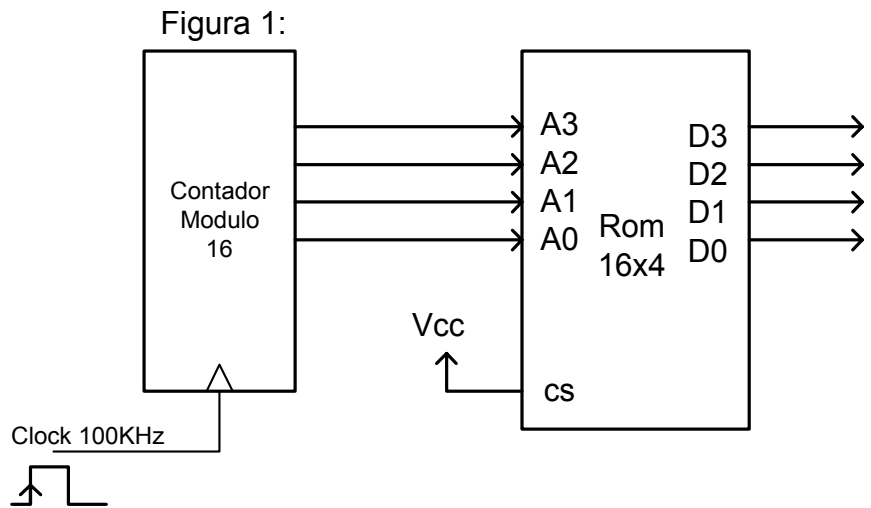 Figura 1:
Contador
Modulo
16
A3
A2
A1
A0
Rom
16x4
D3
D2
D1
D0
Vcc
cs
Clock 100KHz